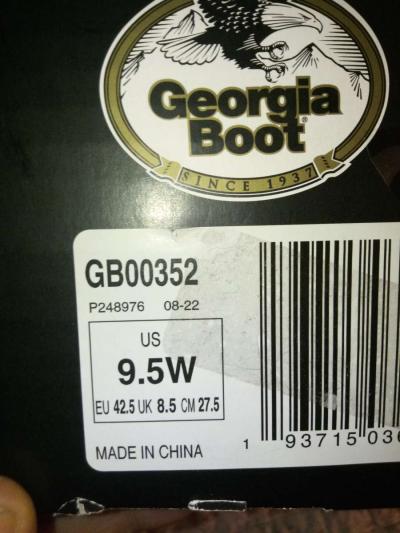 Georgia
Boot®
SINCE 1937
GB00352
P248976 08-22
US
9.5W
EU 42.5 UK 8.5 CM 27.5
MADE IN CHINA
1 93715 03